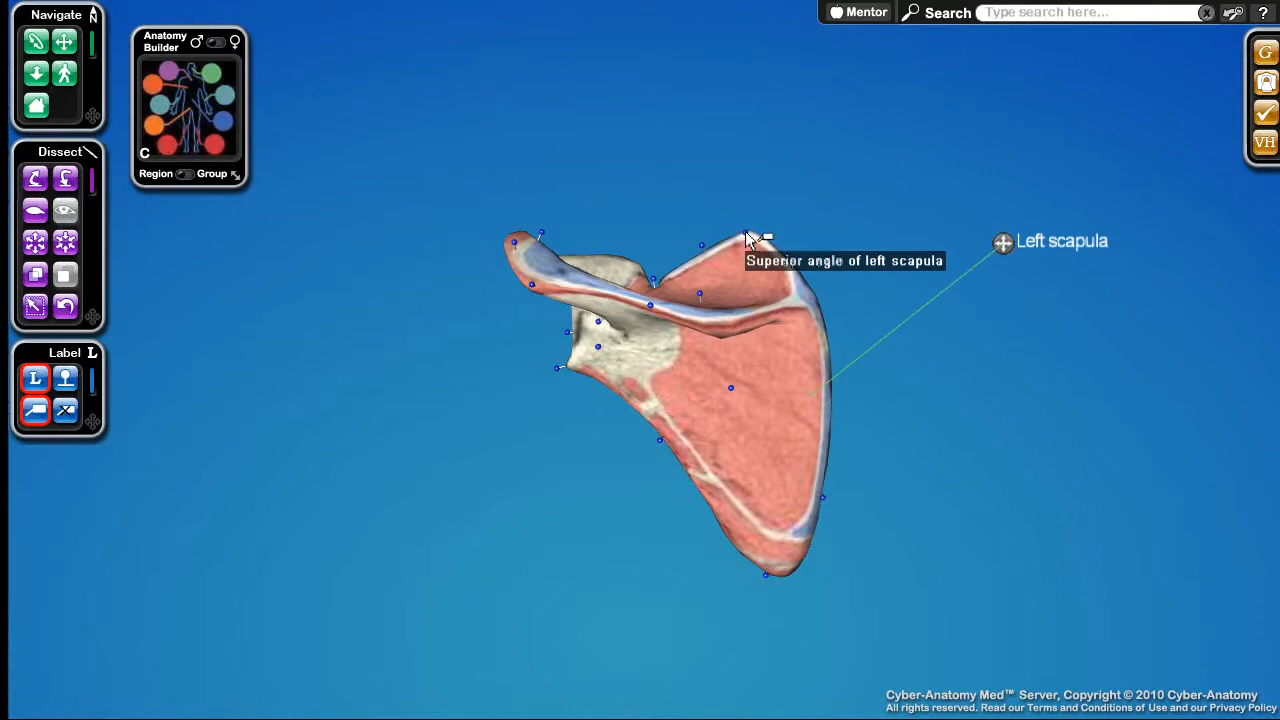 Navigate
N
Mentor
Search
Type search here...
X
?
Anatomy
Builder
C
Region
Group
G
VH
Dissect
Left scapula
Superior angle of left scapula
Label L
L
Cyber-Anatomy Med™ Server, Copyright © 2010 Cyber-Anatomy
All rights reserved. Read our Terms and Conditions of Use and our Privacy Policy